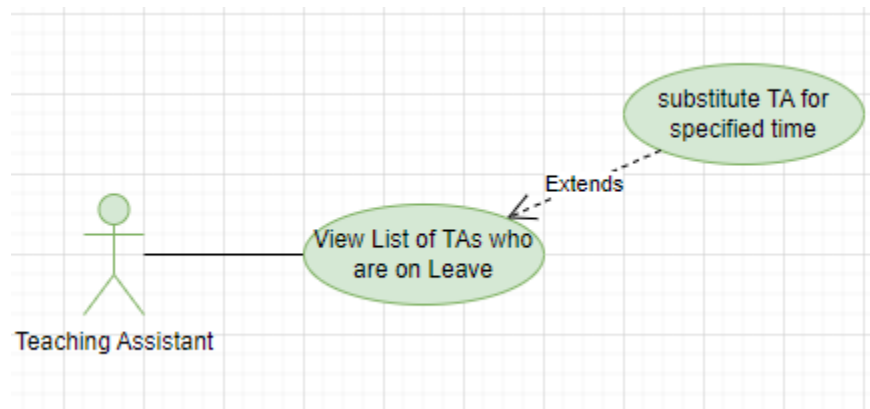 substitute TA for
specified time
Extends
View List of TAs who
are on Leave
Teaching Assistant